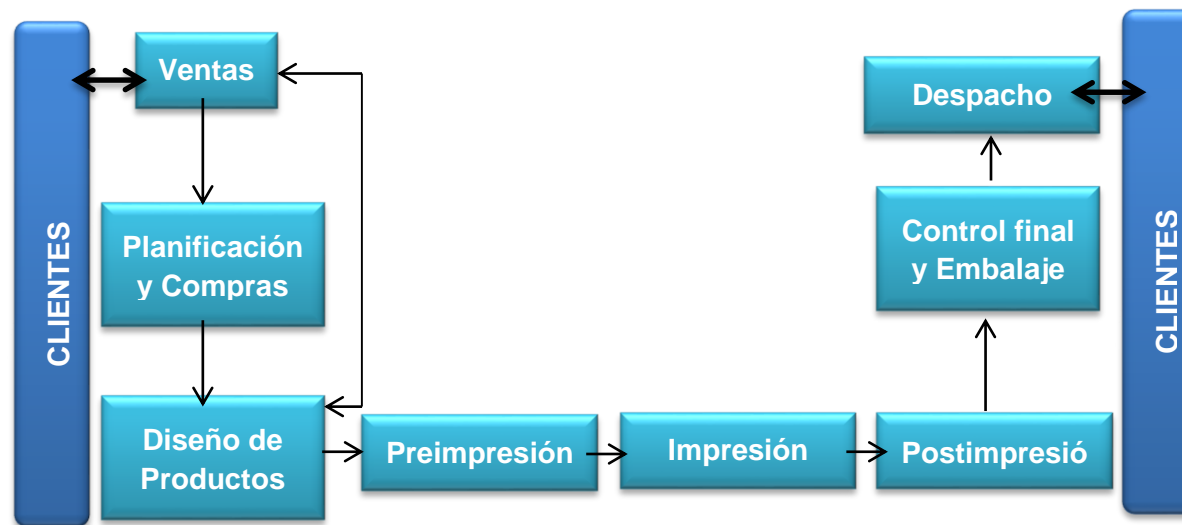 CLIENTES
Ventas
Planificación
y Compras
Diseño de
Productos
Preimpresión
Impresión
Postimpresió
Control final
y Embalaje
Despacho
CLIENTES